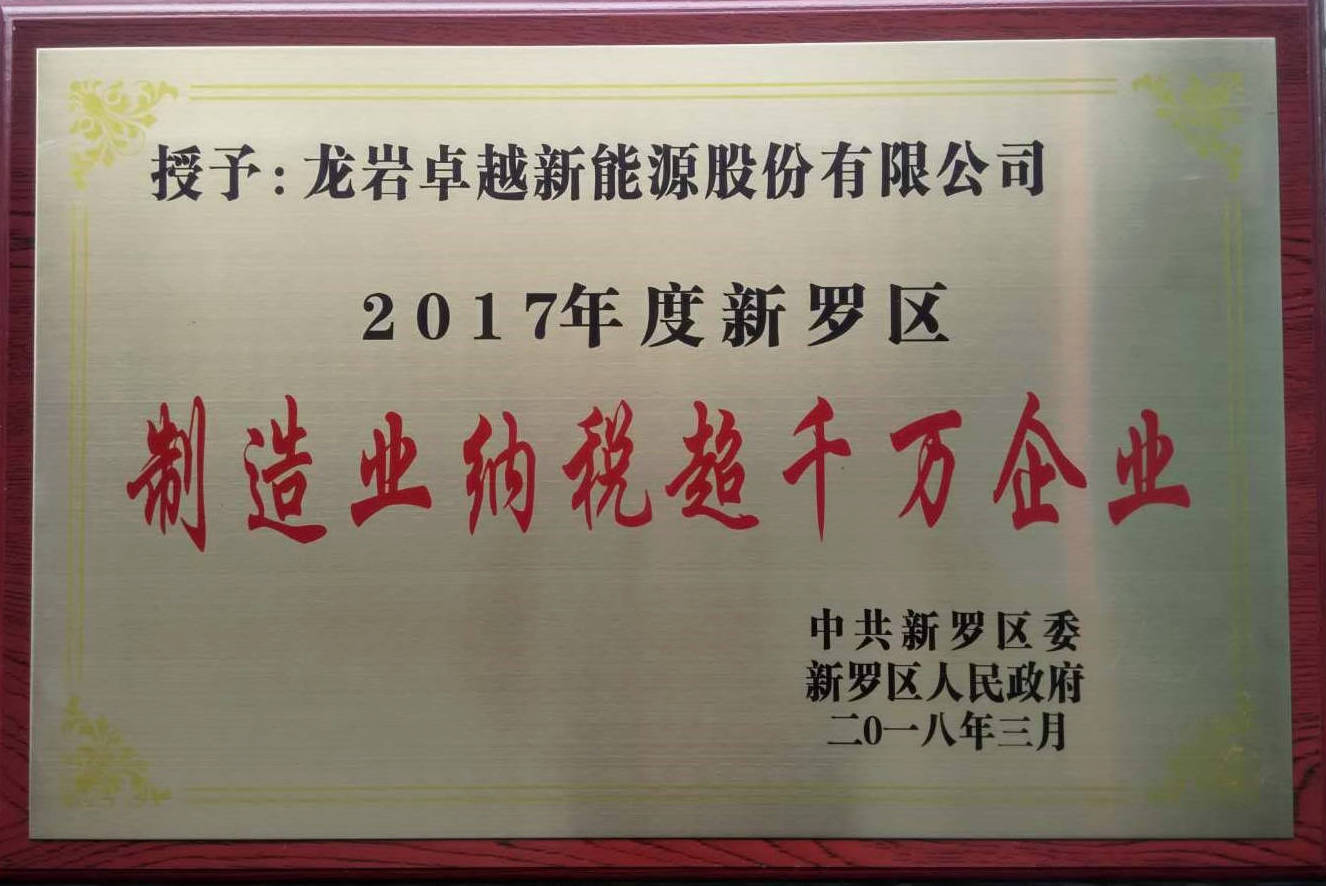 授予:龙岩卓越新能源股份有限公司
2017年度新罗区
制造业纳税超千万企业
中共新罗区委
新罗区人民政府
二0一八年三月